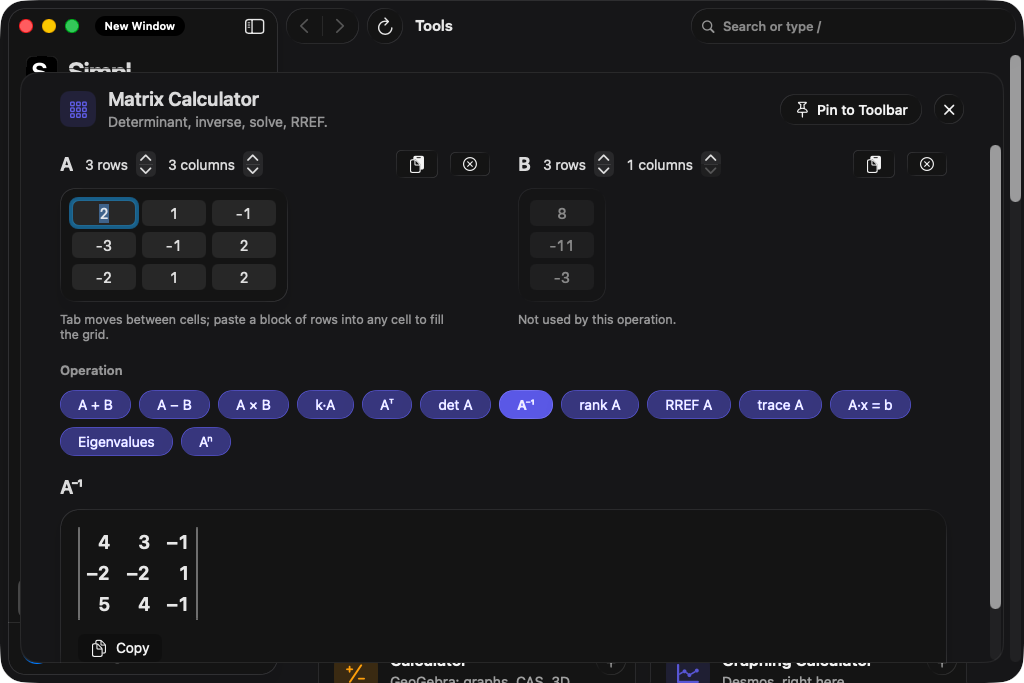 New Window
Tools
Search or type /
Simpl
Matrix Calculator
Determinant, inverse, solve, RREF.
Pin to Toolbar
A 3 rows 3 columns
B 3 rows 1 columns
2 1 -1
-3 -1 2
-2 1 2
8
-11
-3
Tab moves between cells; paste a block of rows into any cell to fill
the grid.
Not used by this operation.
Operation
A + B A − B A × B k·A Aᵀ det A A⁻¹ rank A RREF A trace A A·x = b
Eigenvalues Aⁿ
A⁻¹
4 3 −1
−2 −2 1
5 4 −1
Copy
Calculator
GeoGebra: graphs, CAS, 3D
Graphing Calculator
Desmos, right here